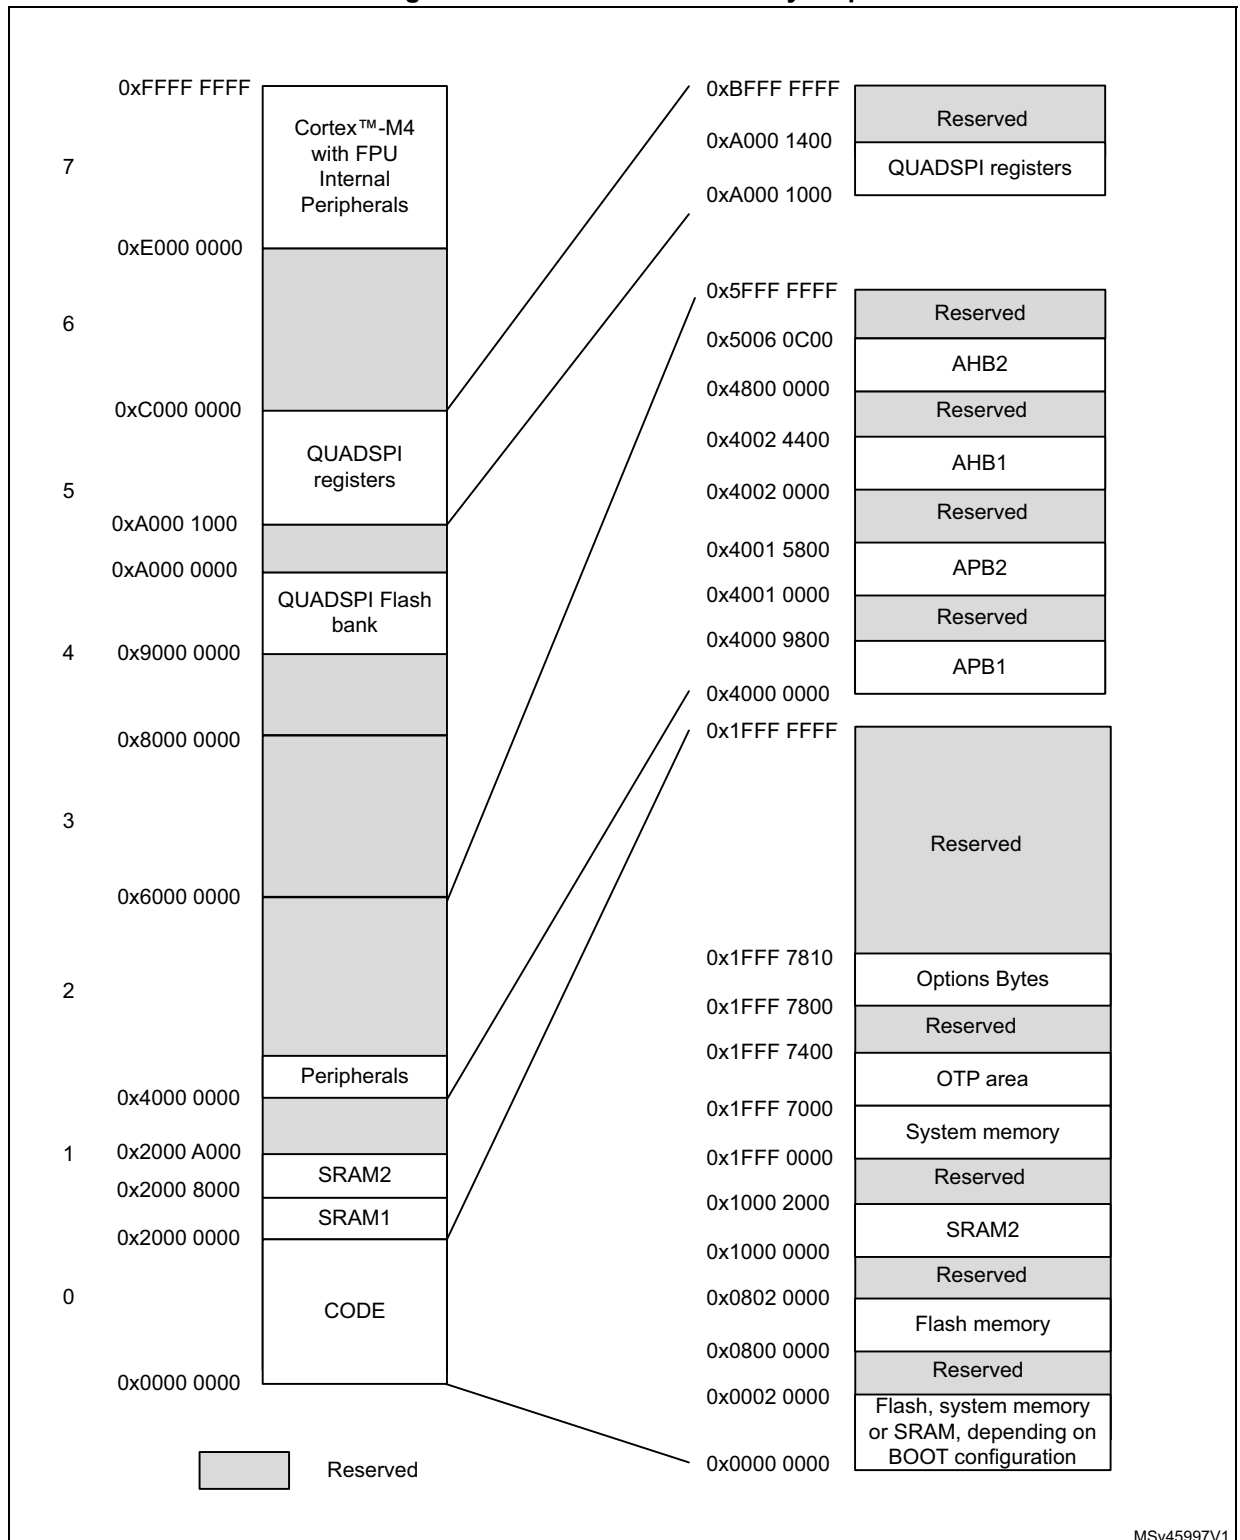 0xFFFF FFFF
Cortex™-M4
with FPU
Internal
Peripherals
7
0xE000 0000
6
0xC000 0000
QUADSPI
registers
5
0xA000 1000
0xA000 0000
QUADSPI Flash
bank
4
0x9000 0000
0x8000 0000
3
0x6000 0000
2
Peripherals
0x4000 0000
1
0x2000 A000
SRAM2
0x2000 8000
SRAM1
0x2000 0000
0
CODE
0x0000 0000
Reserved
0xBFFF FFFF
Reserved
0xA000 1400
QUADSPI registers
0xA000 1000
0x5FFF FFFF
Reserved
0x5006 0C00
AHB2
0x4800 0000
Reserved
0x4002 4400
AHB1
0x4002 0000
Reserved
0x4001 5800
APB2
0x4001 0000
Reserved
0x4000 9800
APB1
0x4000 0000
0x1FFF FFFF
Reserved
0x1FFF 7810
Options Bytes
0x1FFF 7800
Reserved
0x1FFF 7400
OTP area
0x1FFF 7000
System memory
0x1FFF 0000
Reserved
0x1000 2000
SRAM2
0x1000 0000
Reserved
0x0802 0000
Flash memory
0x0800 0000
Reserved
0x0002 0000
Flash, system memory
or SRAM, depending on
BOOT configuration
0x0000 0000
MSv45997V1